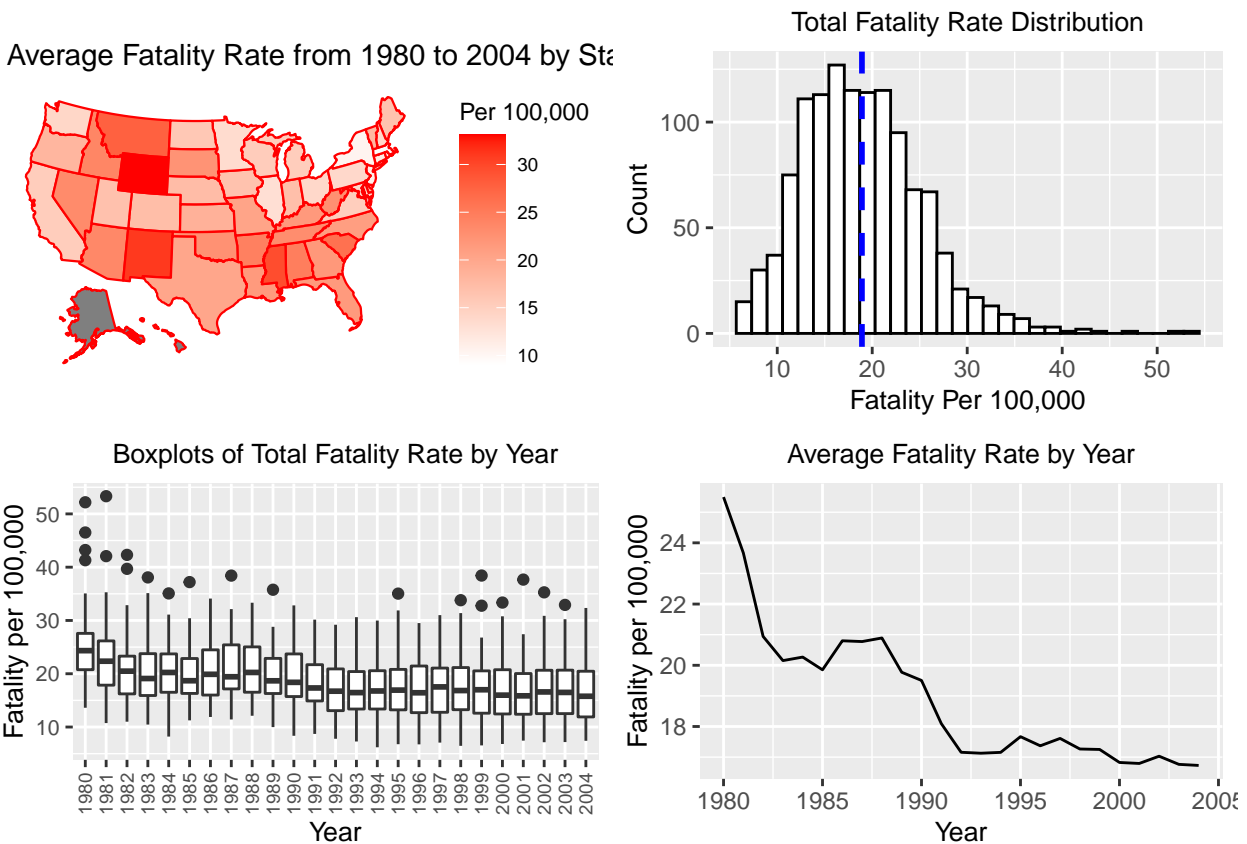 Average Fatality Rate from 1980 to 2004 by Sta
Per 100,000
30
25
20
15
10
Total Fatality Rate Distribution
Count
100
50
0
10 20 30 40 50
Fatality Per 100,000
Boxplots of Total Fatality Rate by Year
Fatality per 100,000
50
40
30
20
10
1980 1981 1982 1983 1984 1985 1986 1987 1988 1989 1990 1991 1992 1993 1994 1995 1996 1997 1998 1999 2000 2001 2002 2003 2004
Year
Average Fatality Rate by Year
Fatality per 100,000
24
22
20
18
1980 1985 1990 1995 2000 2005
Year